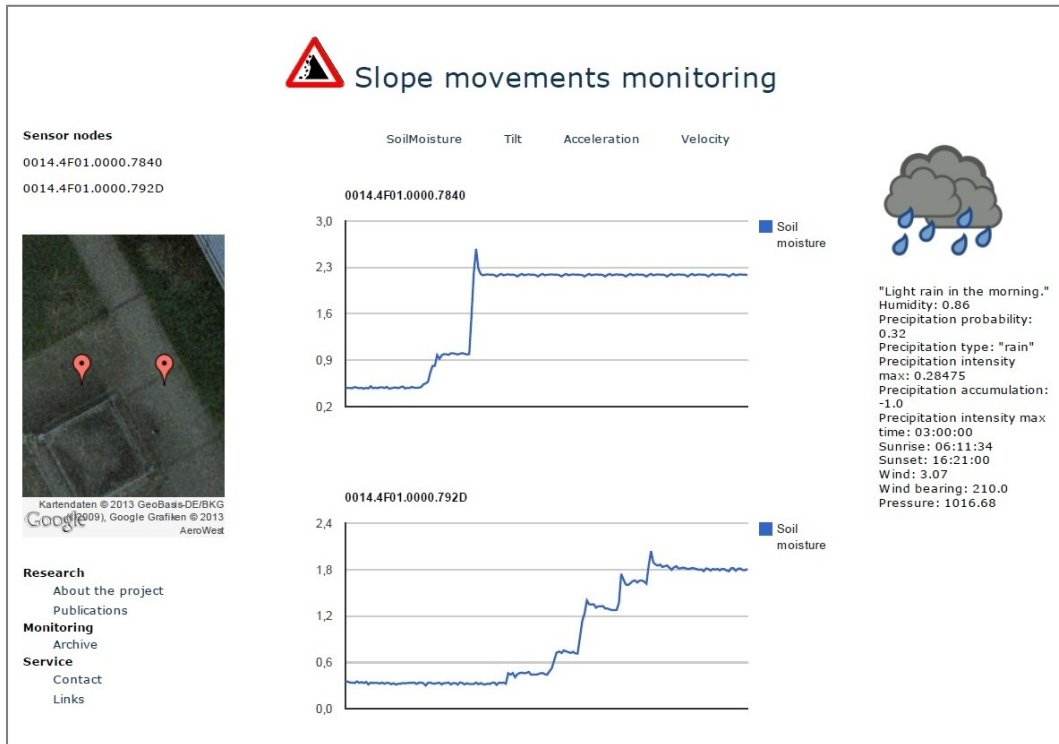 Slope movements monitoring
Sensor nodes
0014.4F01.0000.7840
0014.4F01.0000.792D
Kartendaten © 2013 GeoBasis-DE/BKG
(©2009), Google Grafiken © 2013
Google
AeroWest
Research
About the project
Publications
Monitoring
Archive
Service
Contact
Links
SoilMoisture Tilt Acceleration Velocity
0014.4F01.0000.7840
3,0
2,3
1,6
0,9
0,2
Soil
moisture
0014.4F01.0000.792D
2,4
1,8
1,2
0,6
0,0
Soil
moisture
"Light rain in the morning."
Humidity: 0.86
Precipitation probability:
0.32
Precipitation type: "rain"
Precipitation intensity
max: 0.28475
Precipitation accumulation:
-1.0
Precipitation intensity max
time: 03:00:00
Sunrise: 06:11:34
Sunset: 16:21:00
Wind: 3.07
Wind bearing: 210.0
Pressure: 1016.68